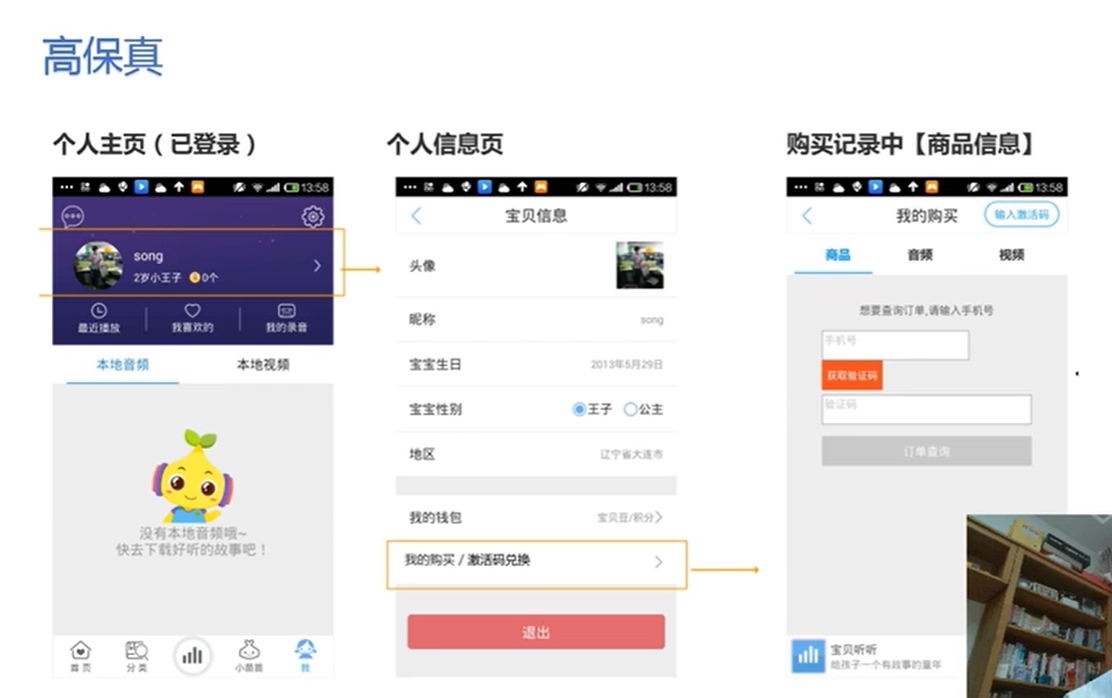 高保真
个人主页（已登录）
13:58
song
2岁小王子 0个
最近播放 我喜欢的 我的录音
本地音频 本地视频
没有本地音频哦~
快去下载好听的故事吧！
首页 分类 我
个人信息页
13:58
宝贝信息
头像
昵称 song
宝宝生日 2013年5月29日
宝宝性别 王子 公主
地区 辽宁省大连市
我的钱包 宝贝豆/积分
我的购买 / 激活码兑换
退出
购买记录中【商品信息】
13:58
我的购买 输入激活码
商品 音频 视频
想要查询订单,请输入手机号
手机号
获取验证码
验证码
订单查询
宝贝听听
给孩子一个有故事的童年